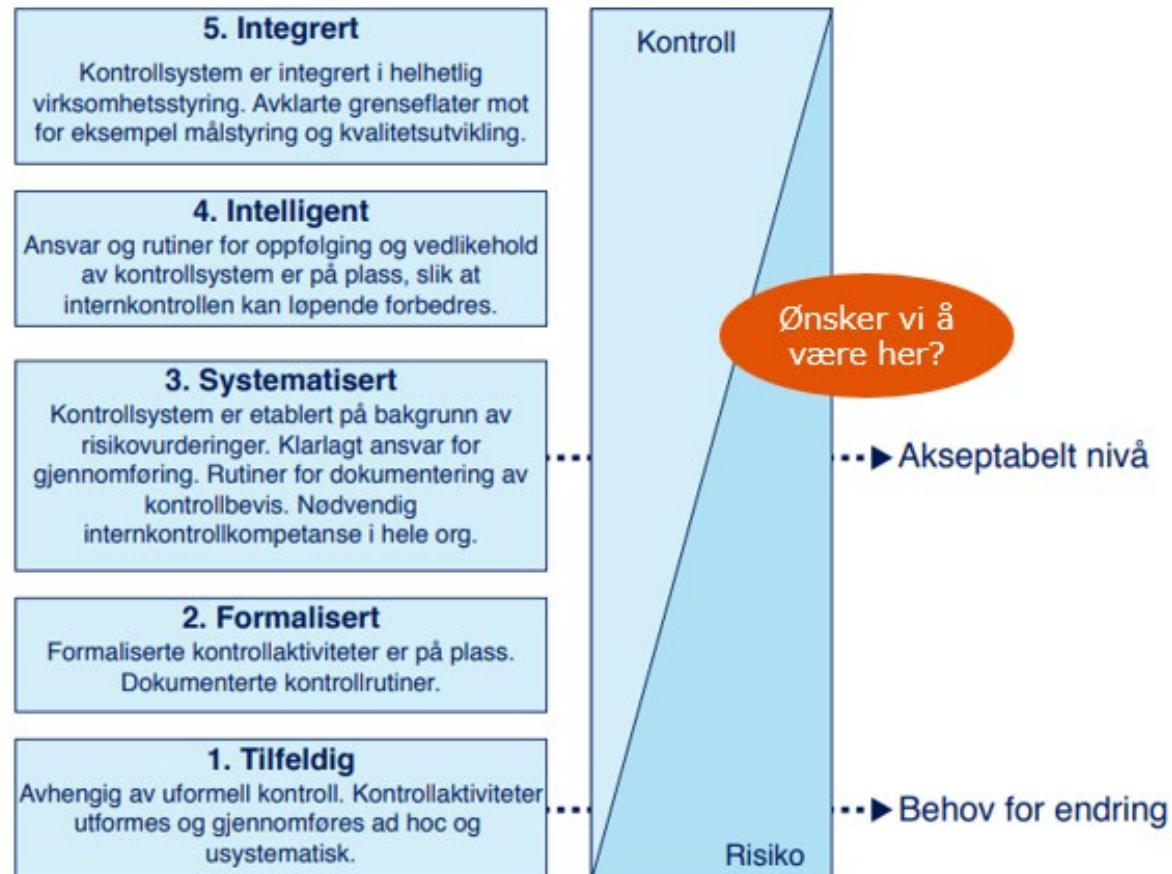 5. Integrert
Kontrollsystem er integrert i helhetlig
virksomhetsstyring. Avklarte grenseflater mot
for eksempel målstyring og kvalitetsutvikling.
4. Intelligent
Ansvar og rutiner for oppfølging og vedlikehold
av kontrollsystem er på plass, slik at
internkontrollen kan løpende forbedres.
3. Systematisert
Kontrollsystem er etablert på bakgrunn av
risikovurderinger. Klarlagt ansvar for
gjennomføring. Rutiner for dokumentering av
kontrollbevis. Nødvendig
internkontrollkompetanse i hele org.
2. Formalisert
Formaliserte kontrollaktiviteter er på plass.
Dokumenterte kontrollrutiner.
1. Tilfeldig
Avhengig av uformell kontroll. Kontrollaktiviteter
utformes og gjennomføres ad hoc og
usystematisk.
Kontroll
Risiko
Ønsker vi å
være her?
Akseptabelt nivå
Behov for endring